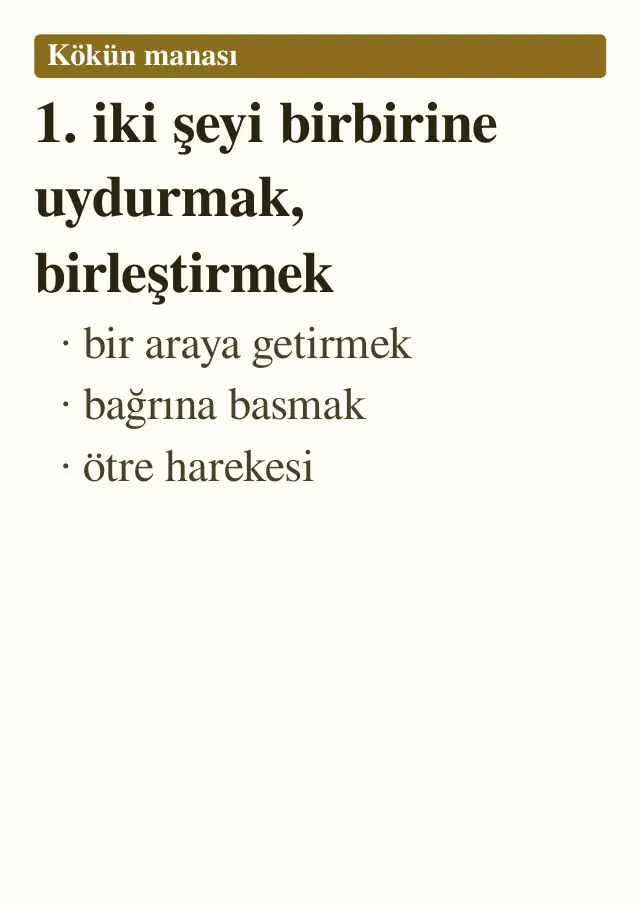 Kökün manası
1. iki şeyi birbirine
uydurmak,
birleştirmek
· bir araya getirmek
· bağrına basmak
· ötre harekesi